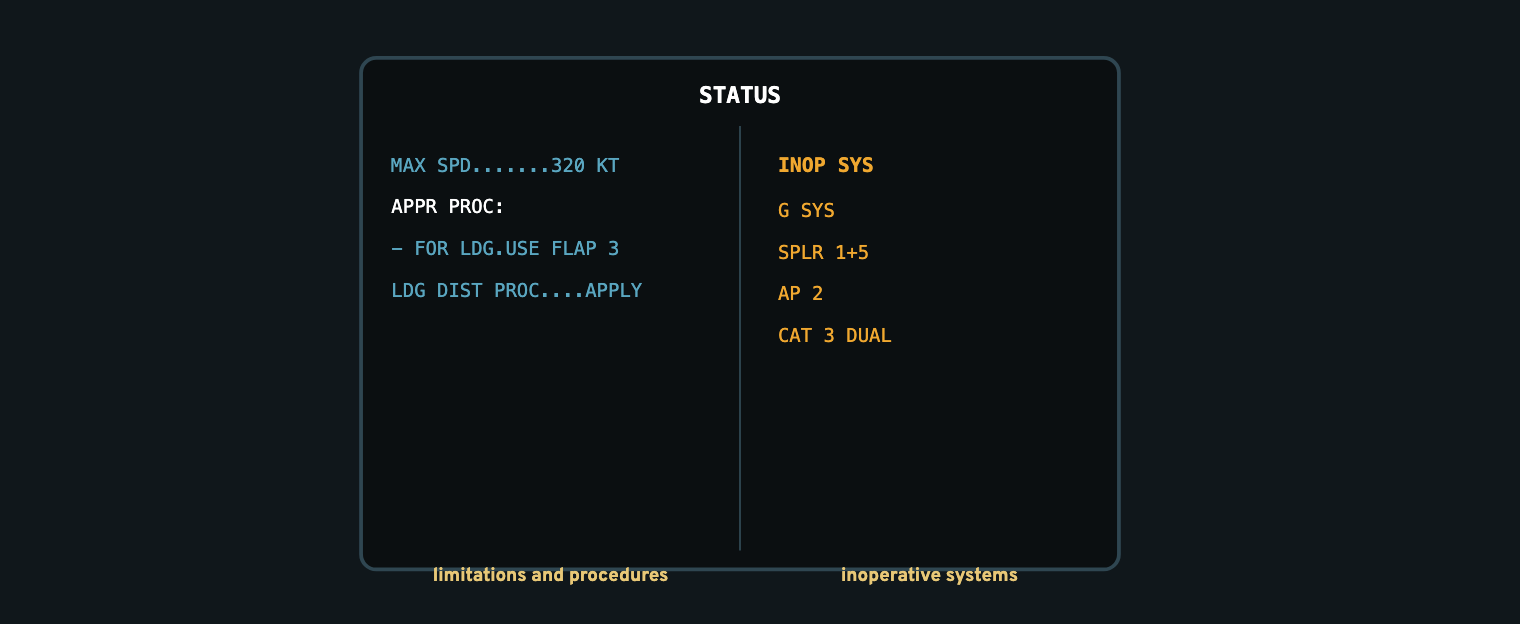 STATUS
MAX SPD.......320 KT
APPR PROC:
– FOR LDG.USE FLAP 3
LDG DIST PROC....APPLY
INOP SYS
G SYS
SPLR 1+5
AP 2
CAT 3 DUAL
limitations and procedures
inoperative systems